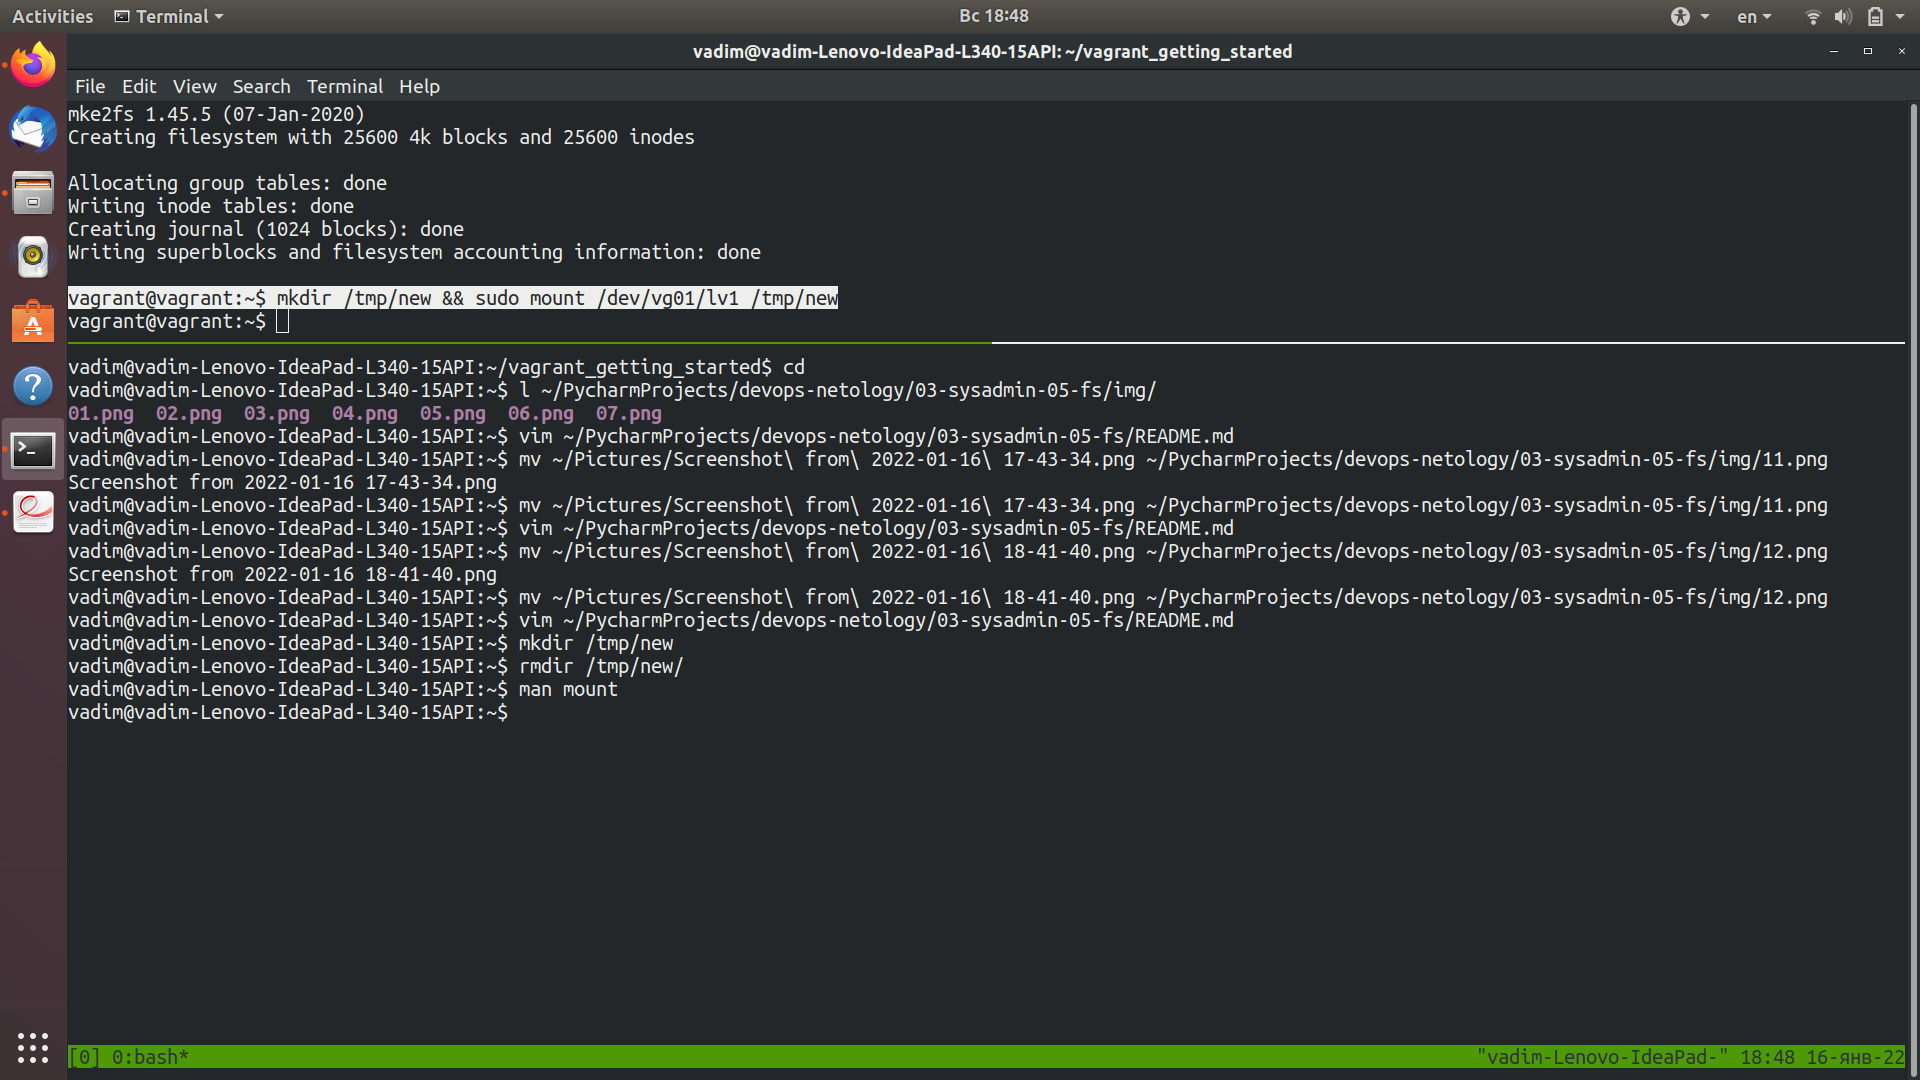 Activities Terminal Вс 18:48 en
vadim@vadim-Lenovo-IdeaPad-L340-15API: ~/vagrant_getting_started
File Edit View Search Terminal Help
mke2fs 1.45.5 (07-Jan-2020)
Creating filesystem with 25600 4k blocks and 25600 inodes
Allocating group tables: done
Writing inode tables: done
Creating journal (1024 blocks): done
Writing superblocks and filesystem accounting information: done
vagrant@vagrant:~$ mkdir /tmp/new && sudo mount /dev/vg01/lv1 /tmp/new
vagrant@vagrant:~$
vadim@vadim-Lenovo-IdeaPad-L340-15API:~/vagrant_getting_started$ cd
vadim@vadim-Lenovo-IdeaPad-L340-15API:~$ l ~/PycharmProjects/devops-netology/03-sysadmin-05-fs/img/
01.png 02.png 03.png 04.png 05.png 06.png 07.png
vadim@vadim-Lenovo-IdeaPad-L340-15API:~$ vim ~/PycharmProjects/devops-netology/03-sysadmin-05-fs/README.md
vadim@vadim-Lenovo-IdeaPad-L340-15API:~$ mv ~/Pictures/Screenshot\ from\ 2022-01-16\ 17-43-34.png ~/PycharmProjects/devops-netology/03-sysadmin-05-fs/img/11.png
Screenshot from 2022-01-16 17-43-34.png
vadim@vadim-Lenovo-IdeaPad-L340-15API:~$ mv ~/Pictures/Screenshot\ from\ 2022-01-16\ 17-43-34.png ~/PycharmProjects/devops-netology/03-sysadmin-05-fs/img/11.png
vadim@vadim-Lenovo-IdeaPad-L340-15API:~$ vim ~/PycharmProjects/devops-netology/03-sysadmin-05-fs/README.md
vadim@vadim-Lenovo-IdeaPad-L340-15API:~$ mv ~/Pictures/Screenshot\ from\ 2022-01-16\ 18-41-40.png ~/PycharmProjects/devops-netology/03-sysadmin-05-fs/img/12.png
Screenshot from 2022-01-16 18-41-40.png
vadim@vadim-Lenovo-IdeaPad-L340-15API:~$ mv ~/Pictures/Screenshot\ from\ 2022-01-16\ 18-41-40.png ~/PycharmProjects/devops-netology/03-sysadmin-05-fs/img/12.png
vadim@vadim-Lenovo-IdeaPad-L340-15API:~$ vim ~/PycharmProjects/devops-netology/03-sysadmin-05-fs/README.md
vadim@vadim-Lenovo-IdeaPad-L340-15API:~$ mkdir /tmp/new
vadim@vadim-Lenovo-IdeaPad-L340-15API:~$ rmdir /tmp/new/
vadim@vadim-Lenovo-IdeaPad-L340-15API:~$ man mount
vadim@vadim-Lenovo-IdeaPad-L340-15API:~$
[0] 0:bash* "vadim-Lenovo-IdeaPad-" 18:48 16-янв-22